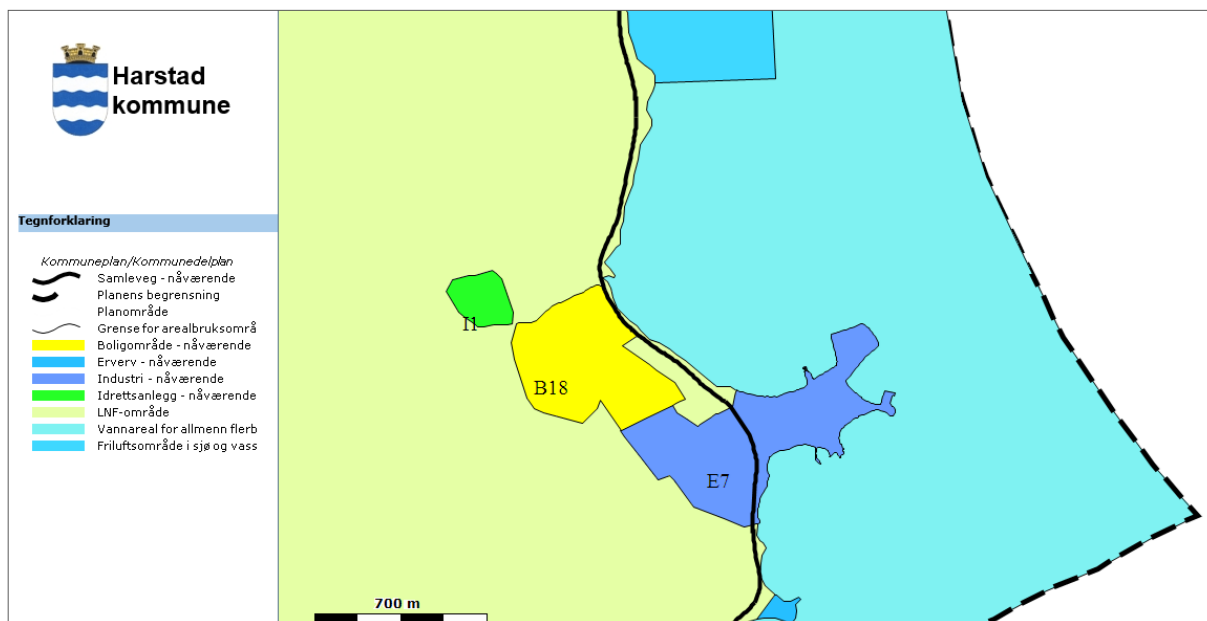 Harstad
kommune
Tegnforklaring
Kommuneplan/Kommunedelplan
Samleveg - nåværende
Planens begrensning
Planområde
Grense for arealbruksområ
Boligområde - nåværende
Erverv - nåværende
Industri - nåværende
Idrettsanlegg - nåværende
LNF-område
Vannareal for allmenn flerb
Friluftsområde i sjø og vass
I1
B18
E7
700 m